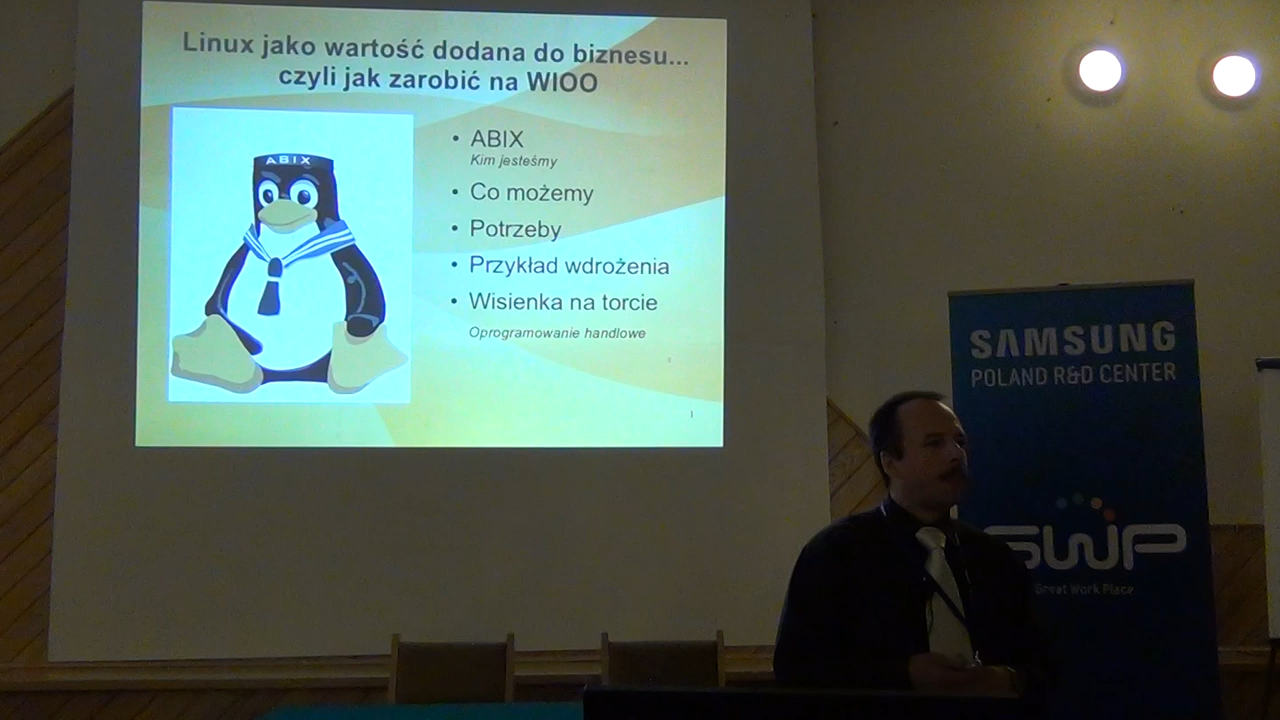 Linux jako wartość dodana do biznesu...
czyli jak zarobić na WIOO
ABIX
• ABIX
Kim jesteśmy
• Co możemy
• Potrzeby
• Przykład wdrożenia
• Wisienka na torcie
Oprogramowanie handlowe
1
SAMSUNG
POLAND R&D CENTER
SWP
Great Work Place